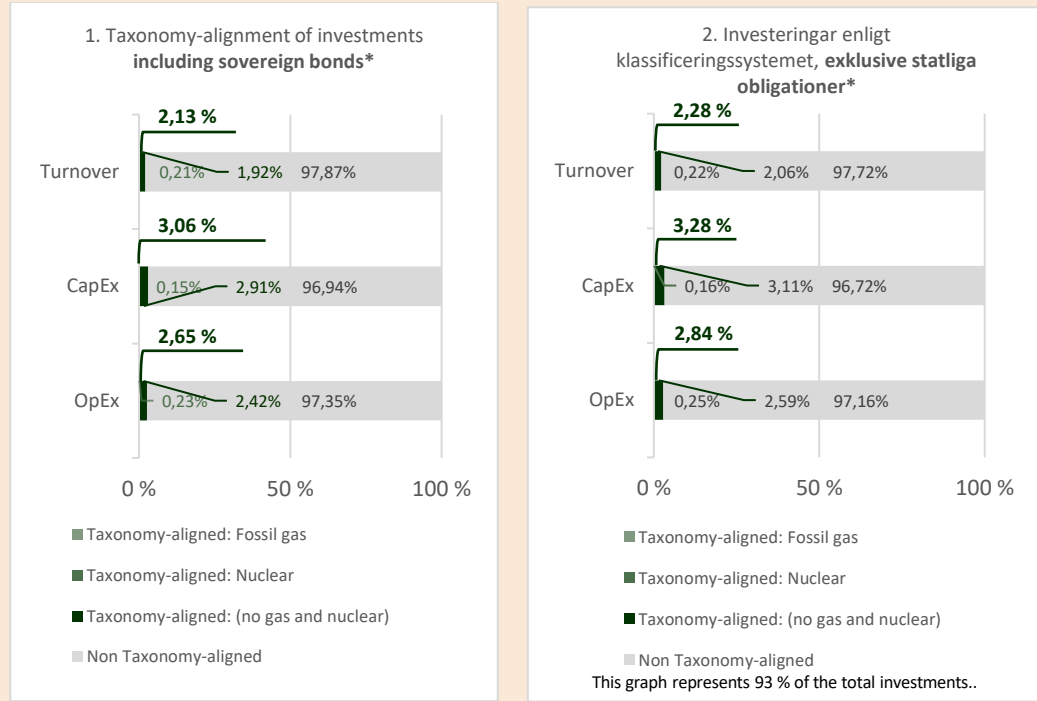 1. Taxonomy-alignment of investments
including sovereign bonds*
2,13 %
Turnover
0,21% 1,92% 97,87%
3,06 %
CapEx
0,15% 2,91% 96,94%
2,65 %
OpEx
0,23% 2,42% 97,35%
0 % 50 % 100 %
Taxonomy-aligned: Fossil gas
Taxonomy-aligned: Nuclear
Taxonomy-aligned: (no gas and nuclear)
Non Taxonomy-aligned
2. Investeringar enligt
klassificeringssystemet, exklusive statliga
obligationer*
2,28 %
Turnover
0,22% 2,06% 97,72%
3,28 %
CapEx
0,16% 3,11% 96,72%
2,84 %
OpEx
0,25% 2,59% 97,16%
0 % 50 % 100 %
Taxonomy-aligned: Fossil gas
Taxonomy-aligned: Nuclear
Taxonomy-aligned: (no gas and nuclear)
Non Taxonomy-aligned
This graph represents 93 % of the total investments..